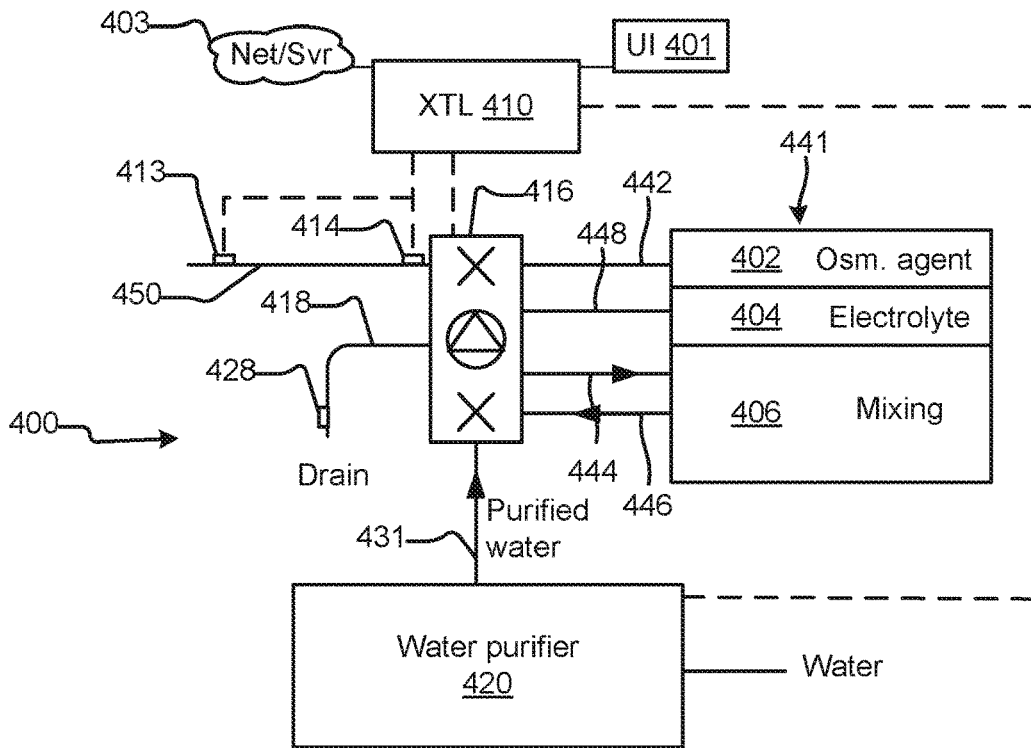 403
Net/Svr
UI 401
XTL 410
441
413
416
442
414
448
402 Osm. agent
450
418
404 Electrolyte
428
406 Mixing
400
Drain
444
446
Purified
water
431
Water purifier
420
Water